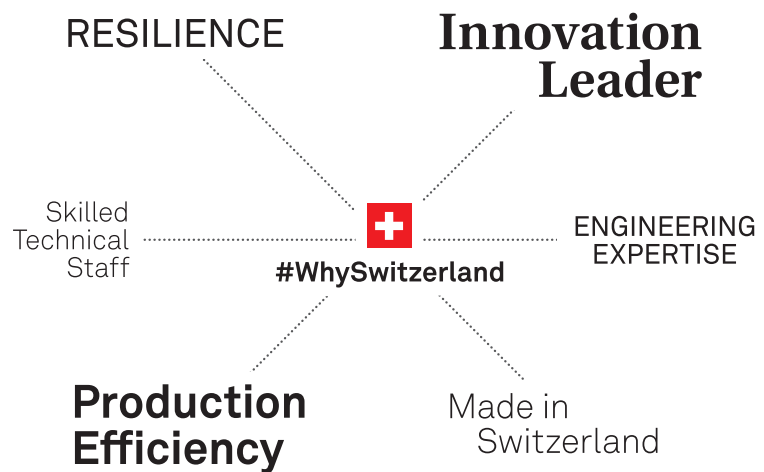 RESILIENCE
Innovation
Leader
Skilled
Technical
Staff
#WhySwitzerland
ENGINEERING
EXPERTISE
Production
Efficiency
Made in
Switzerland